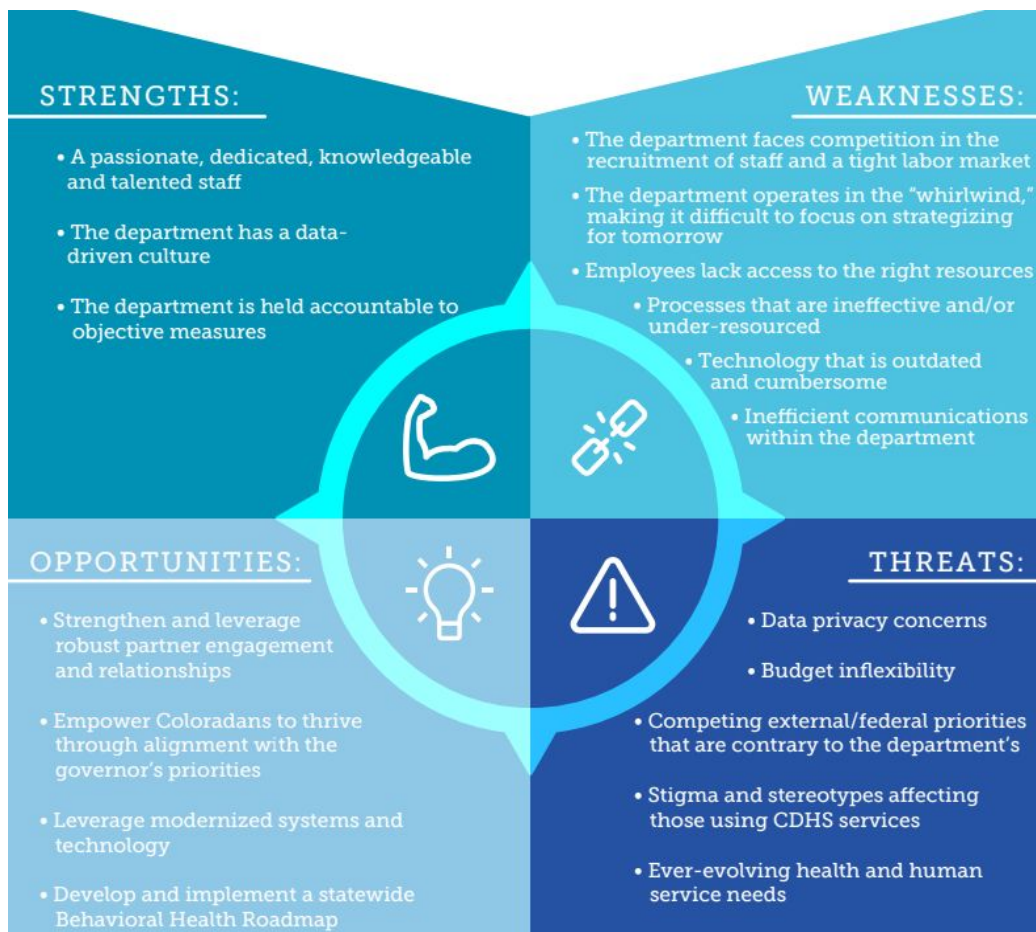 STRENGTHS:
• A passionate, dedicated, knowledgeable
and talented staff
• The department has a data-
driven culture
• The department is held accountable to
objective measures
WEAKNESSES:
• The department faces competition in the
recruitment of staff and a tight labor market
• The department operates in the “whirlwind,”
making it difficult to focus on strategizing
for tomorrow
• Employees lack access to the right resources
• Processes that are ineffective and/or
under-resourced
• Technology that is outdated
and cumbersome
• Inefficient communications
within the department
OPPORTUNITIES:
• Strengthen and leverage
robust partner engagement
and relationships
• Empower Coloradans to thrive
through alignment with the
governor’s priorities
• Leverage modernized systems and
technology
• Develop and implement a statewide
Behavioral Health Roadmap
THREATS:
• Data privacy concerns
• Budget inflexibility
• Competing external/federal priorities
that are contrary to the department’s
• Stigma and stereotypes affecting
those using CDHS services
• Ever-evolving health and human
service needs